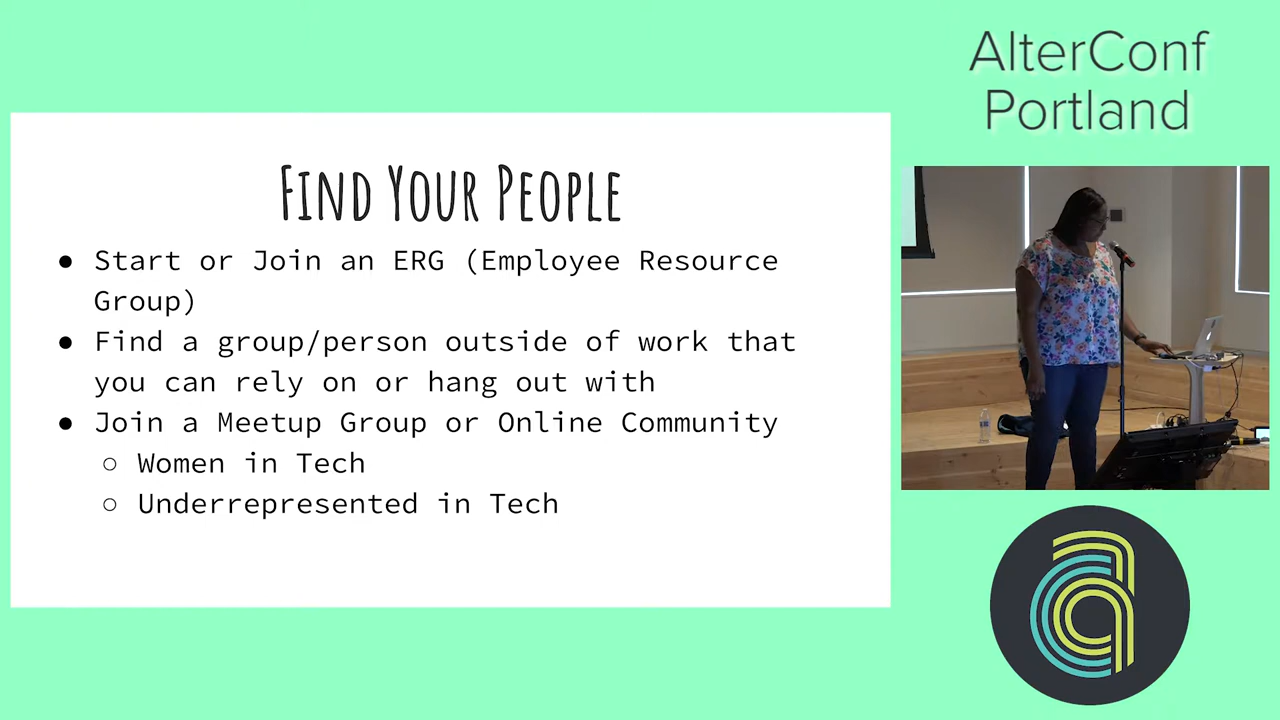 AlterConf
Portland
Find Your People
● Start or Join an ERG (Employee Resource
Group)
● Find a group/person outside of work that
you can rely on or hang out with
● Join a Meetup Group or Online Community
○ Women in Tech
○ Underrepresented in Tech